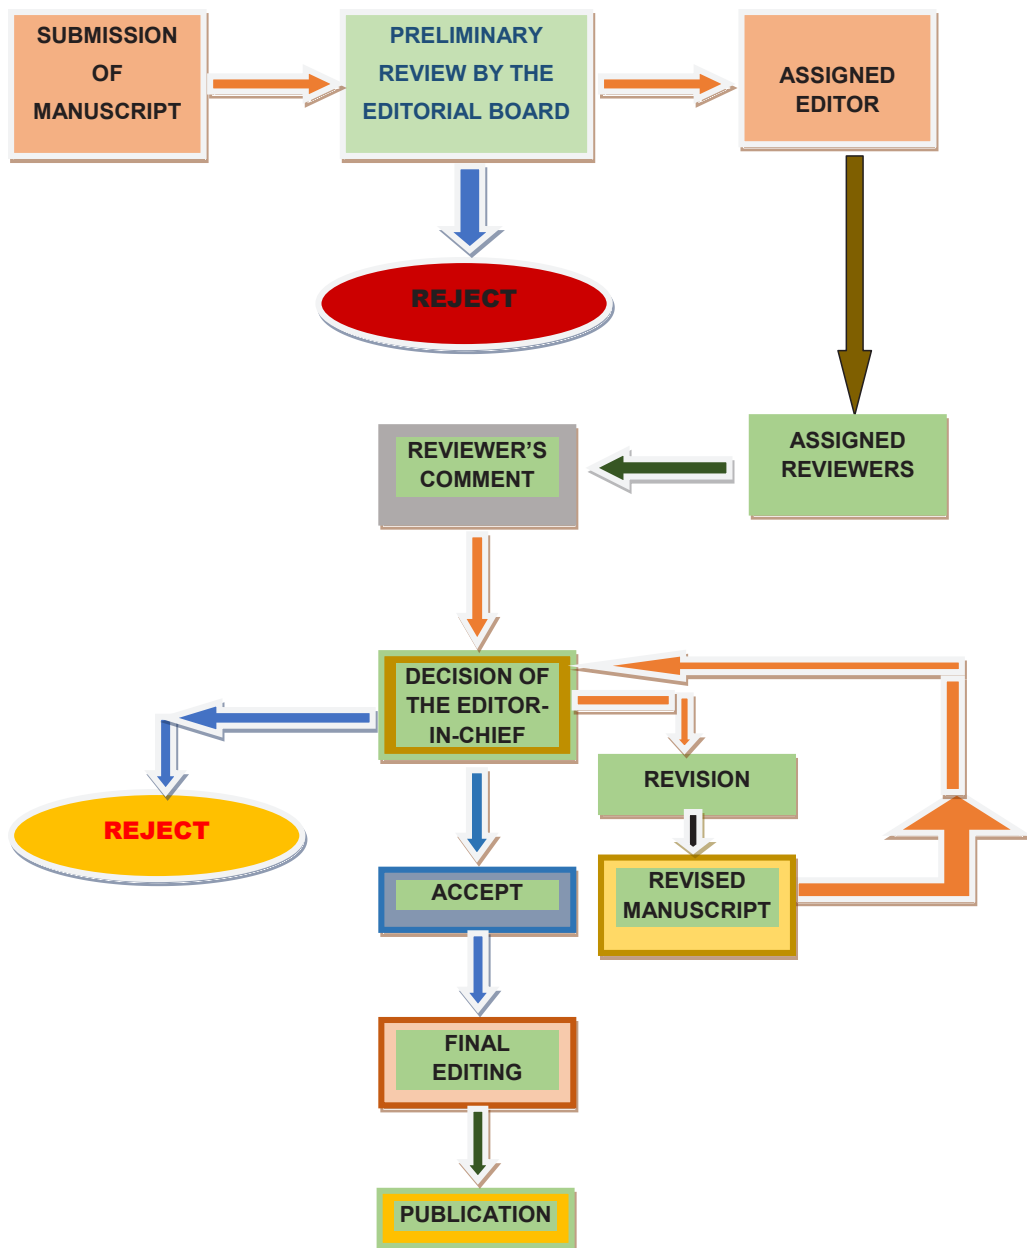 SUBMISSION
OF
MANUSCRIPT
PRELIMINARY
REVIEW BY THE
EDITORIAL BOARD
ASSIGNED
EDITOR
REJECT
ASSIGNED
REVIEWERS
REVIEWER’S
COMMENT
DECISION OF
THE EDITOR-
IN-CHIEF
REVISION
REJECT
REVISED
MANUSCRIPT
ACCEPT
FINAL
EDITING
PUBLICATION